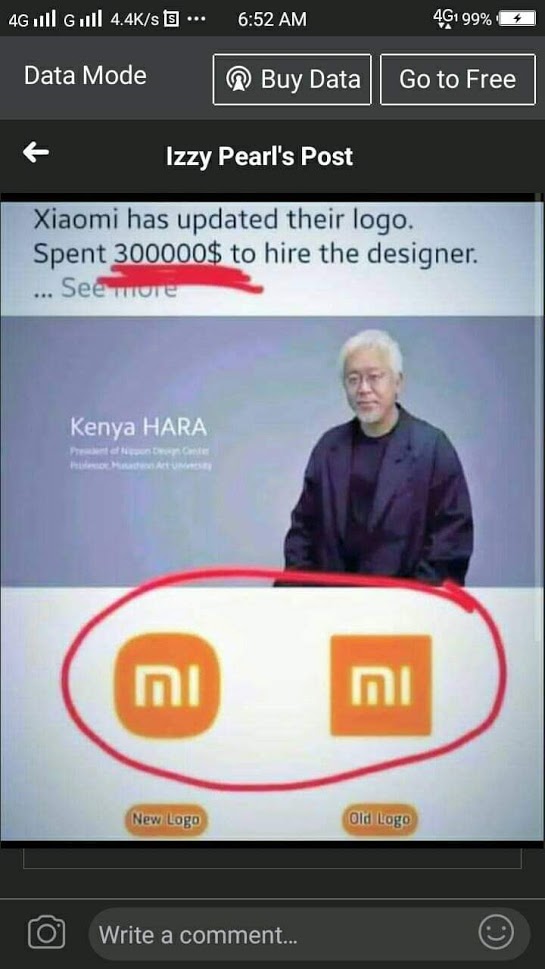 4G G 4.4K/s S ... 6:52 AM 4G¹ 99%
Data Mode Buy Data Go to Free
Izzy Pearl's Post
Xiaomi has updated their logo.
Spent 300000$ to hire the designer.
... See more
Kenya HARA
President of Nippon Design Center
Professor, Musashino Art University
mi mi
New Logo Old Logo
Write a comment...